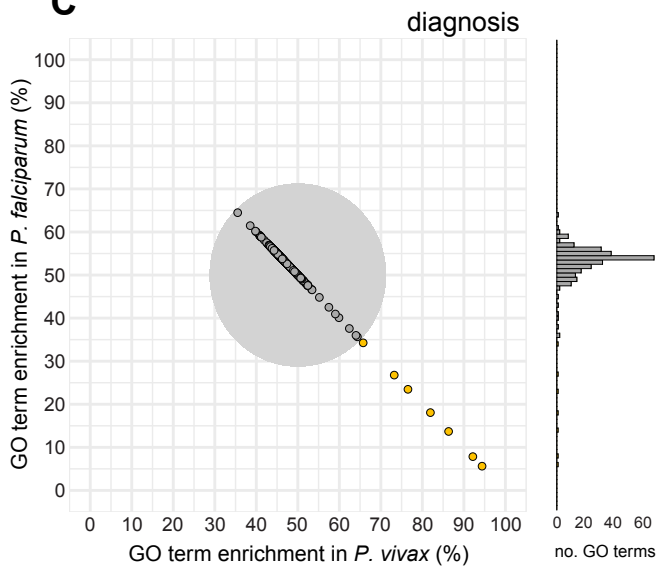 C
diagnosis
GO term enrichment in P. falciparum (%)
100
90
80
70
60
50
40
30
20
10
0
0 10 20 30 40 50 60 70 80 90 100
GO term enrichment in P. vivax (%)
0 20 40 60
no. GO terms